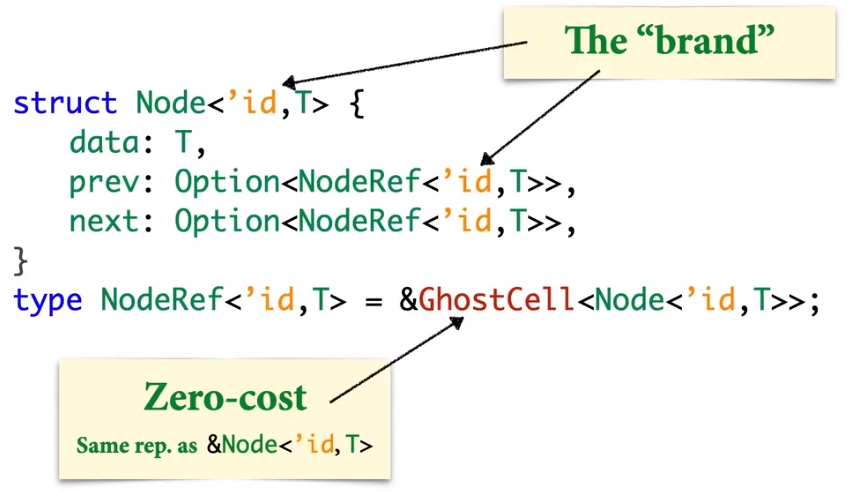 The “brand”
struct Node<’id,T> {
data: T,
prev: Option<NodeRef<’id,T>>,
next: Option<NodeRef<’id,T>>,
}
type NodeRef<’id,T> = &GhostCell<Node<’id,T>>;
Zero-cost
Same rep. as &Node<’id,T>